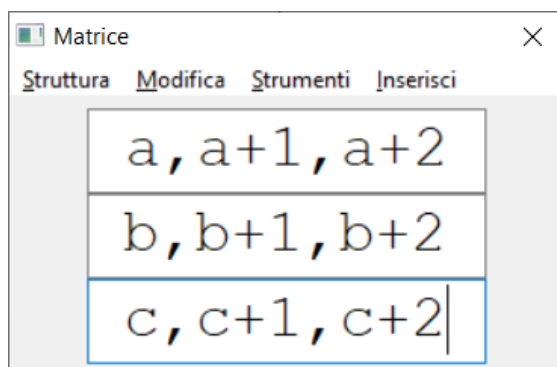 Matrice
Struttura Modifica Strumenti Inserisci
a,a+1,a+2
b,b+1,b+2
c,c+1,c+2